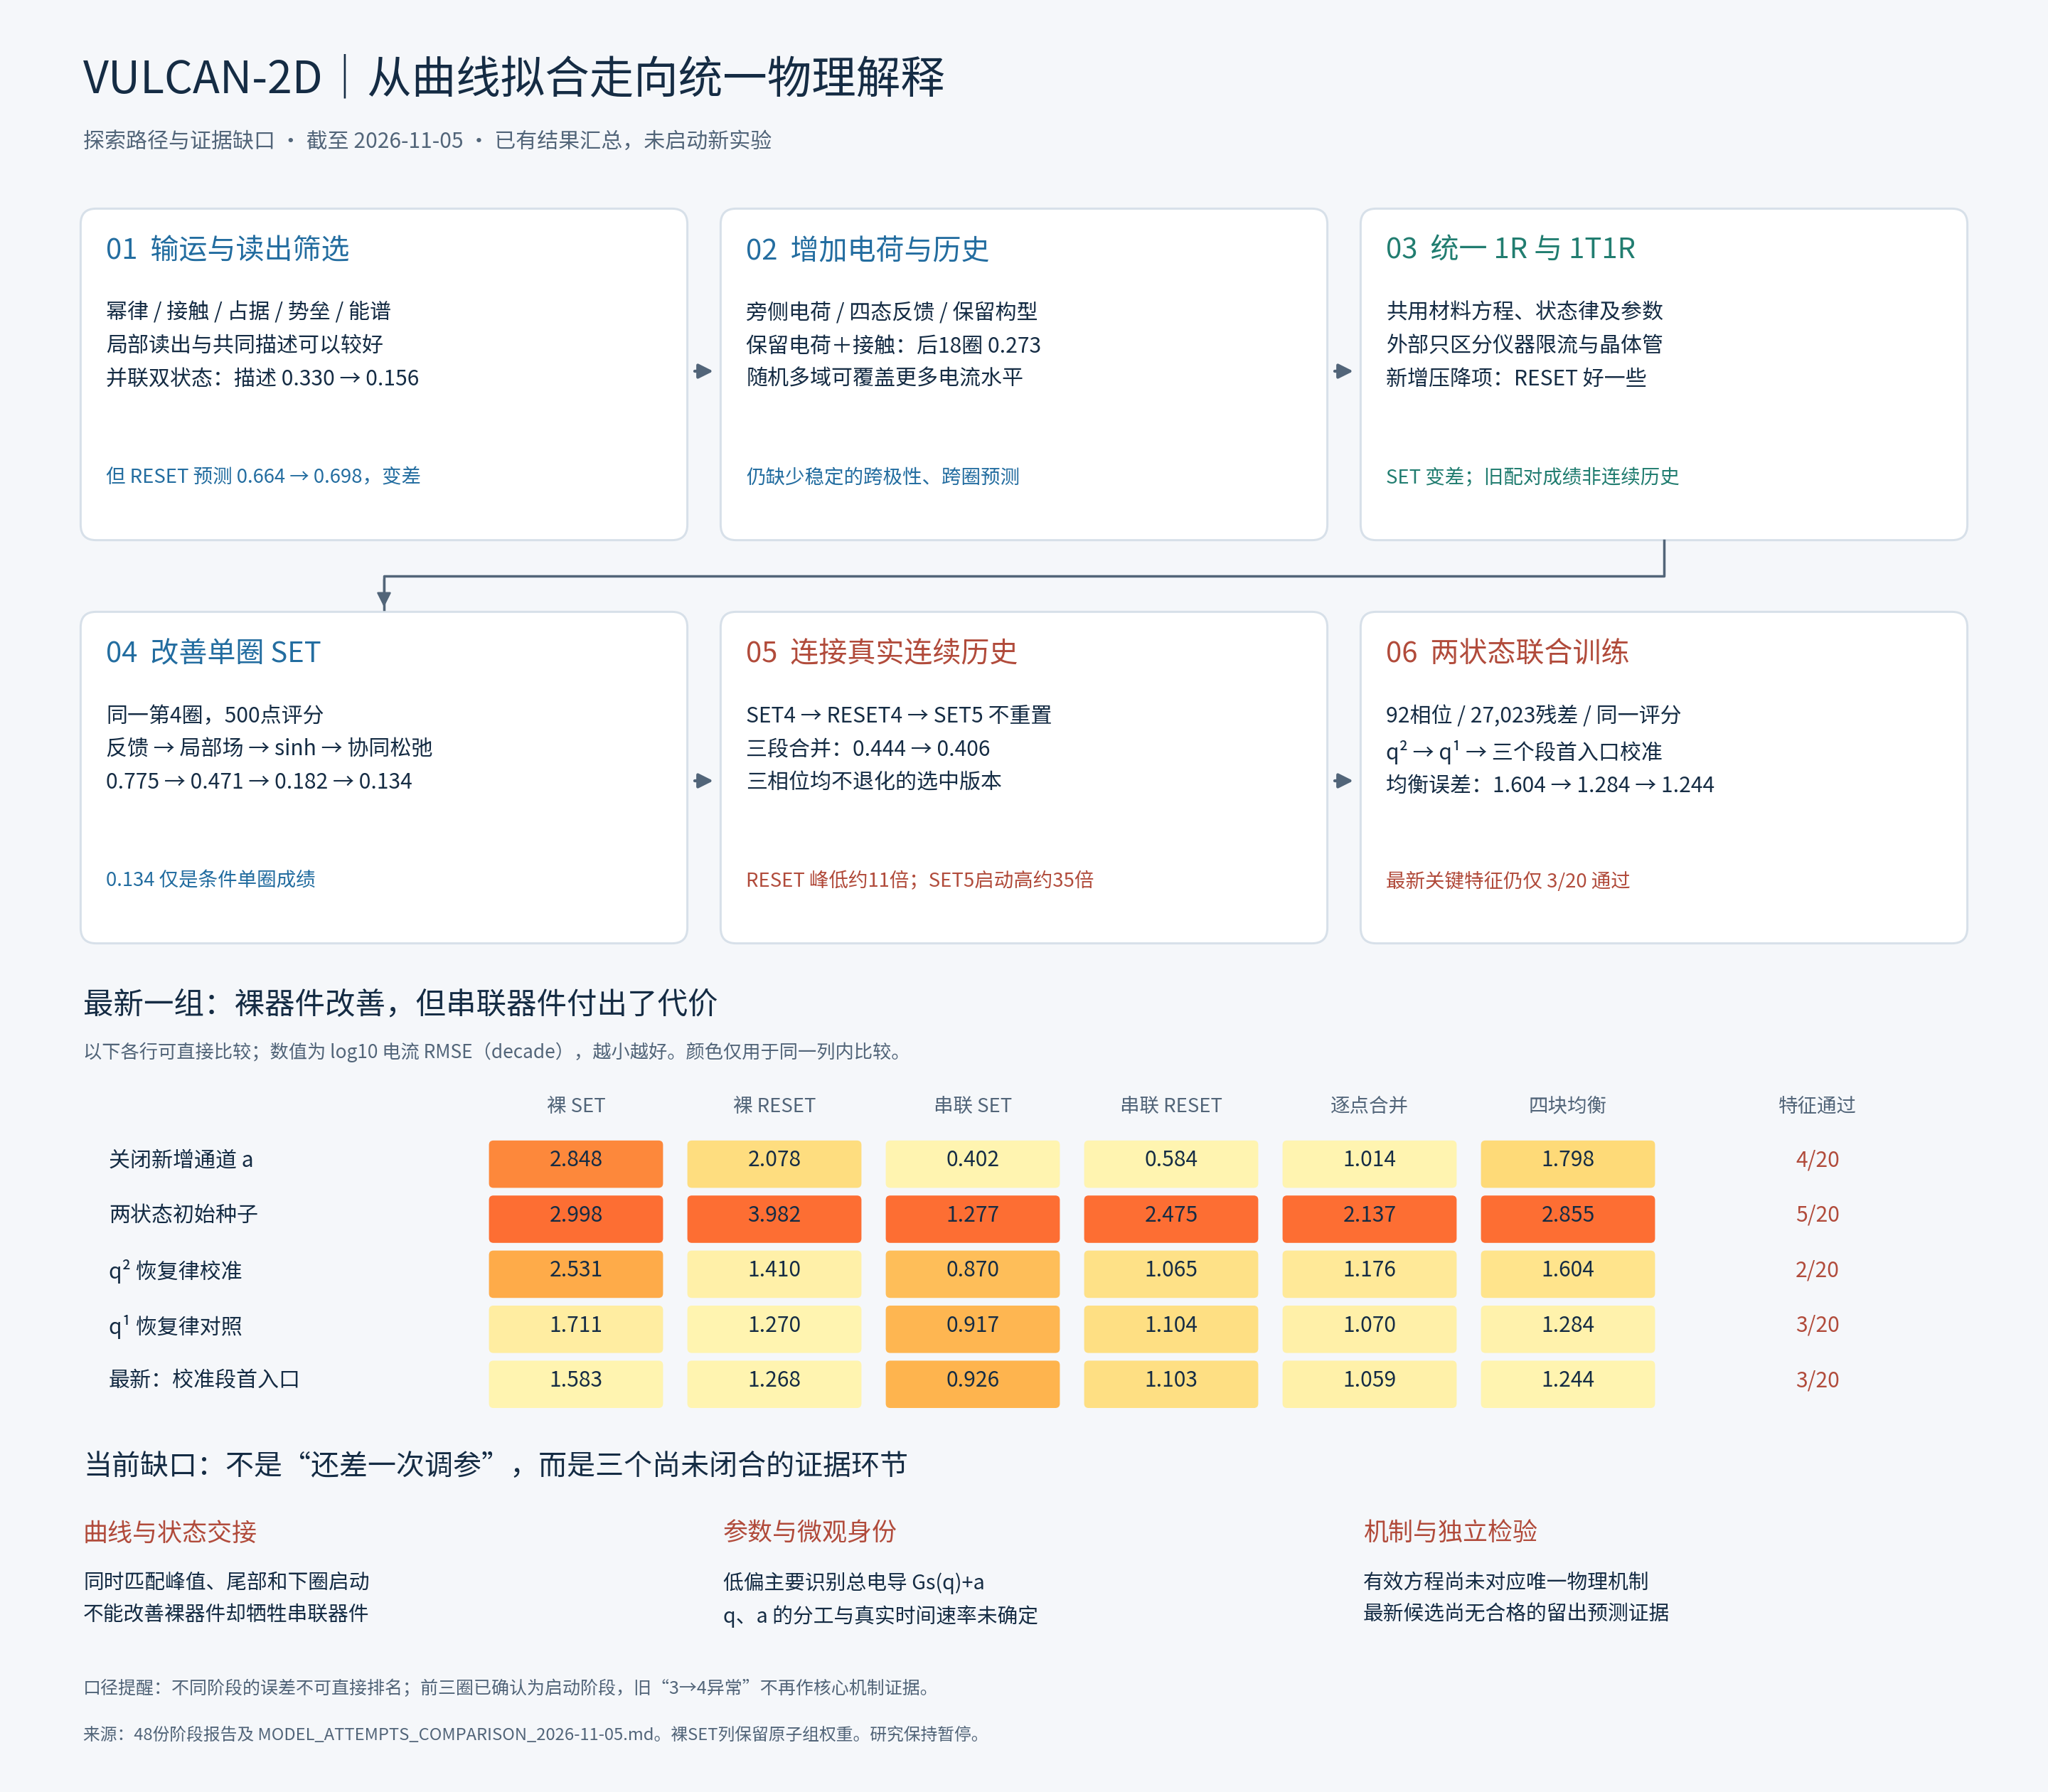 VULCAN-2D｜从曲线拟合走向统一物理解释
探索路径与证据缺口 · 截至 2026-11-05 · 已有结果汇总，未启动新实验
01 输运与读出筛选
幂律 / 接触 / 占据 / 势垒 / 能谱
局部读出与共同描述可以较好
并联双状态：描述 0.330 → 0.156
但 RESET 预测 0.664 → 0.698，变差
02 增加电荷与历史
旁侧电荷 / 四态反馈 / 保留构型
保留电荷＋接触：后18圈 0.273
随机多域可覆盖更多电流水平
仍缺少稳定的跨极性、跨圈预测
03 统一 1R 与 1T1R
共用材料方程、状态律及参数
外部只区分仪器限流与晶体管
新增压降项：RESET 好一些
SET 变差；旧配对成绩非连续历史
04 改善单圈 SET
同一第4圈，500点评分
反馈 → 局部场 → sinh → 协同松弛
0.775 → 0.471 → 0.182 → 0.134
0.134 仅是条件单圈成绩
05 连接真实连续历史
SET4 → RESET4 → SET5 不重置
三段合并：0.444 → 0.406
三相位均不退化的选中版本
RESET 峰低约11倍；SET5启动高约35倍
06 两状态联合训练
92相位 / 27,023残差 / 同一评分
q² → q¹ → 三个段首入口校准
均衡误差：1.604 → 1.284 → 1.244
最新关键特征仍仅 3/20 通过
最新一组：裸器件改善，但串联器件付出了代价
以下各行可直接比较；数值为 log10 电流 RMSE（decade），越小越好。颜色仅用于同一列内比较。
裸 SET 裸 RESET 串联 SET 串联 RESET 逐点合并 四块均衡 特征通过
关闭新增通道 a 2.848 2.078 0.402 0.584 1.014 1.798 4/20
两状态初始种子 2.998 3.982 1.277 2.475 2.137 2.855 5/20
q² 恢复律校准 2.531 1.410 0.870 1.065 1.176 1.604 2/20
q¹ 恢复律对照 1.711 1.270 0.917 1.104 1.070 1.284 3/20
最新：校准段首入口 1.583 1.268 0.926 1.103 1.059 1.244 3/20
当前缺口：不是“还差一次调参”，而是三个尚未闭合的证据环节
曲线与状态交接
同时匹配峰值、尾部和下圈启动
不能改善裸器件却牺牲串联器件
参数与微观身份
低偏主要识别总电导 Gs(q)+a
q、a 的分工与真实时间速率未确定
机制与独立检验
有效方程尚未对应唯一物理机制
最新候选尚无合格的留出预测证据
口径提醒：不同阶段的误差不可直接排名；前三圈已确认为启动阶段，旧“3→4异常”不再作核心机制证据。
来源：48份阶段报告及 MODEL_ATTEMPTS_COMPARISON_2026-11-05.md。裸SET列保留原子组权重。研究保持暂停。